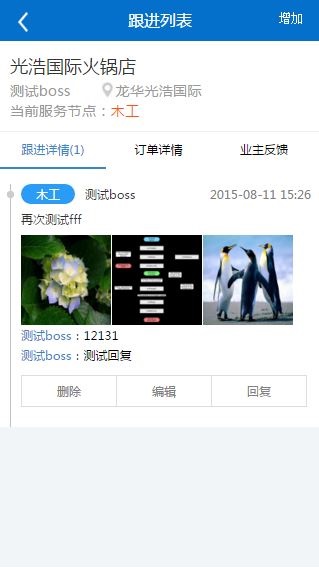 跟进列表
增加
光浩国际火锅店
测试boss 龙华光浩国际
当前服务节点：木工
跟进详情(1) 订单详情 业主反馈
木工 测试boss 2015-08-11 15:26
再次测试fff
测试boss：12131
测试boss：测试回复
删除 编辑 回复